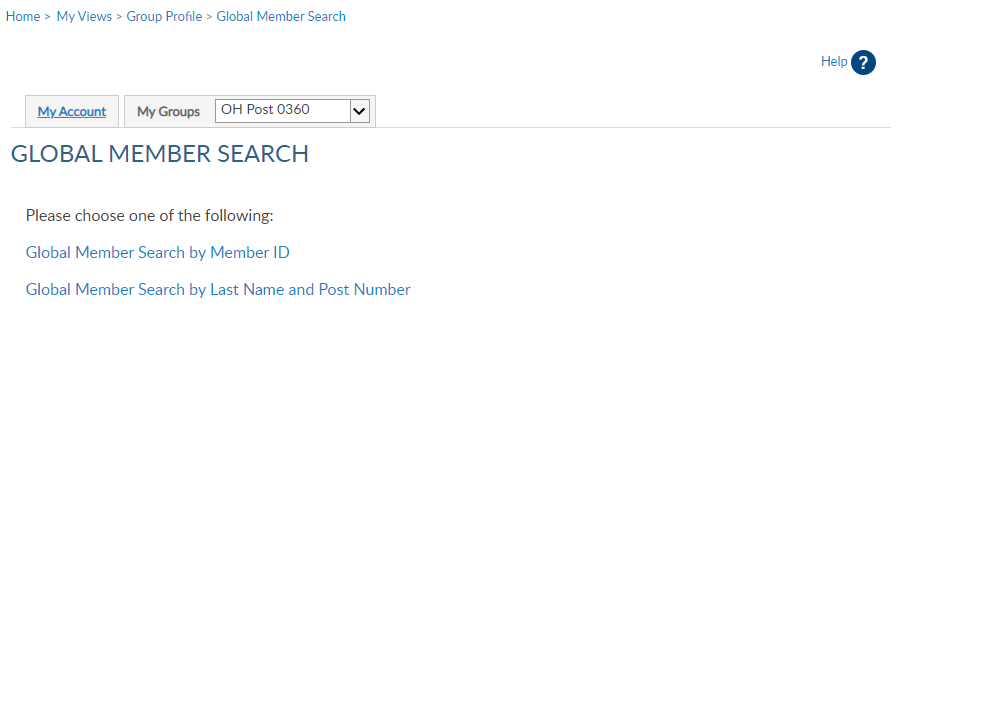 Home > My Views > Group Profile > Global Member Search
Help ?
My Account My Groups OH Post 0360
GLOBAL MEMBER SEARCH
Please choose one of the following:
Global Member Search by Member ID
Global Member Search by Last Name and Post Number